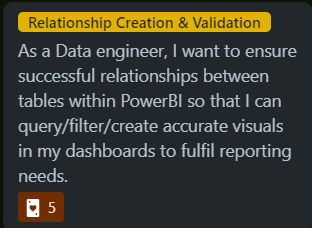 Relationship Creation & Validation
As a Data engineer, I want to ensure
successful relationships between
tables within PowerBI so that I can
query/filter/create accurate visuals
in my dashboards to fulfil reporting
needs.
5